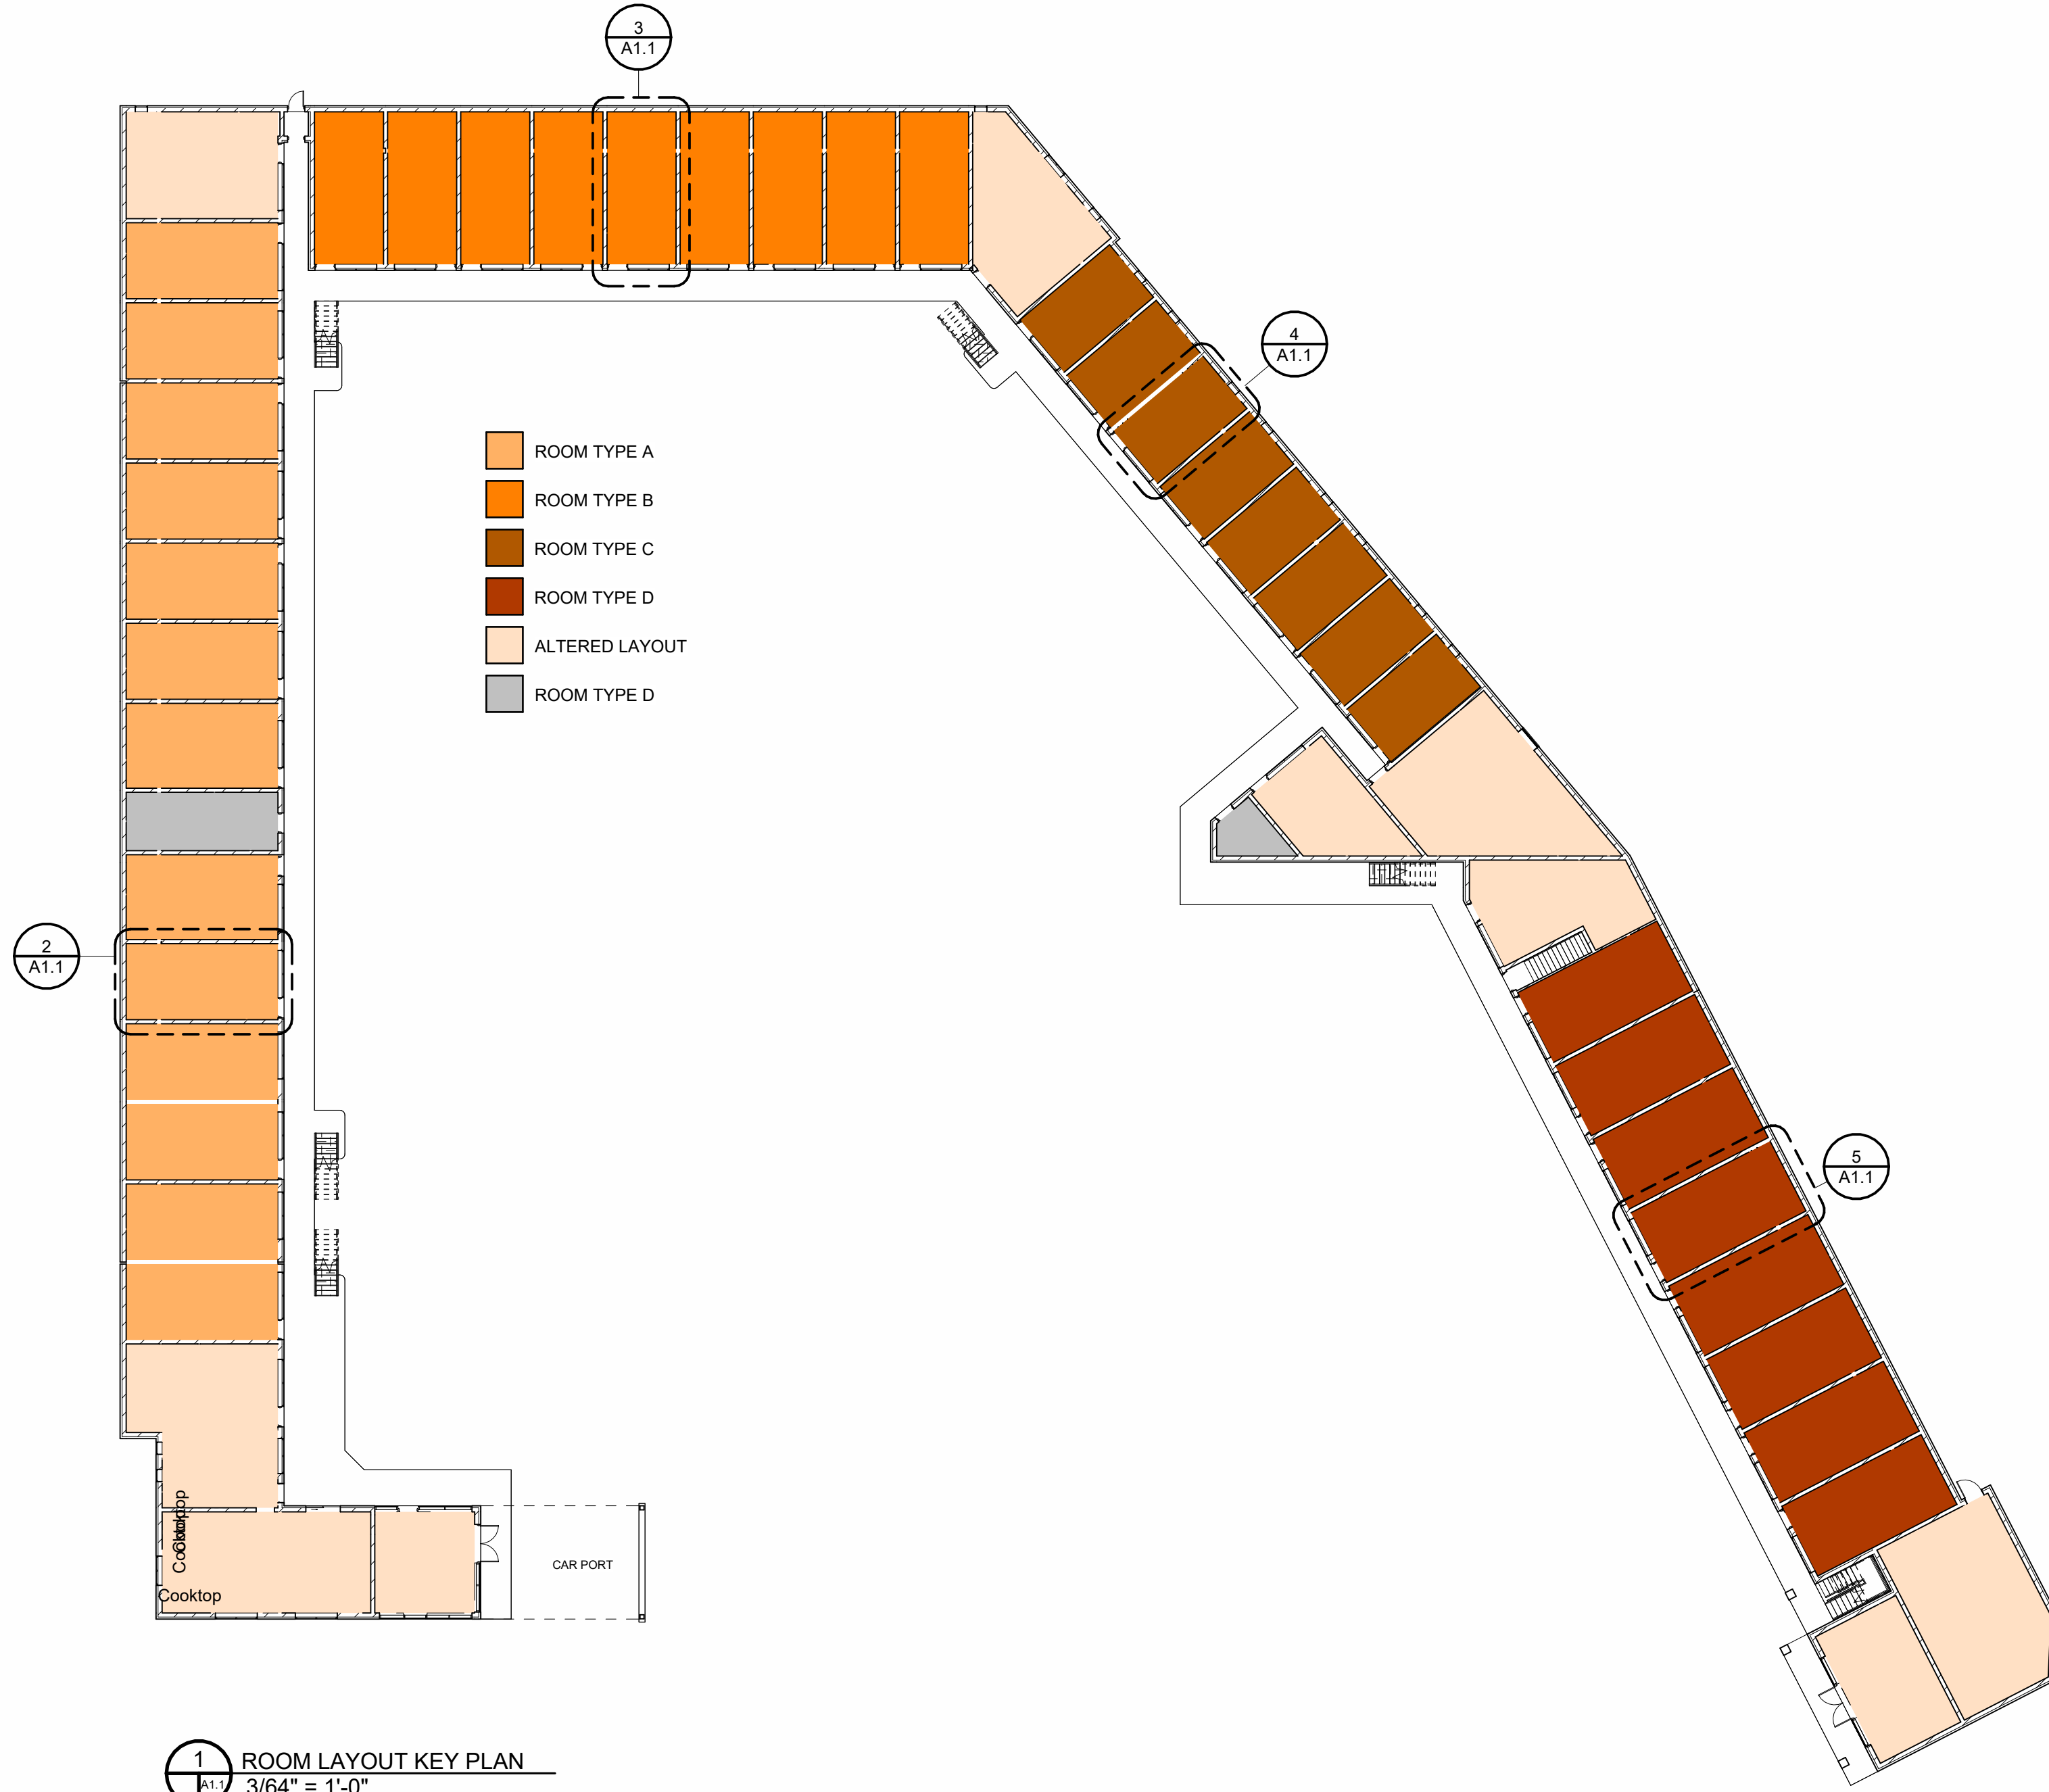 3
A1.1
4
A1.1
ROOM TYPE A
ROOM TYPE B
ROOM TYPE C
ROOM TYPE D
ALTERED LAYOUT
ROOM TYPE D
2
A1.1
5
A1.1
Cooktop
Cooktop
Cooktop
CAR PORT
1
A1.1
ROOM LAYOUT KEY PLAN
3/64" = 1'-0"